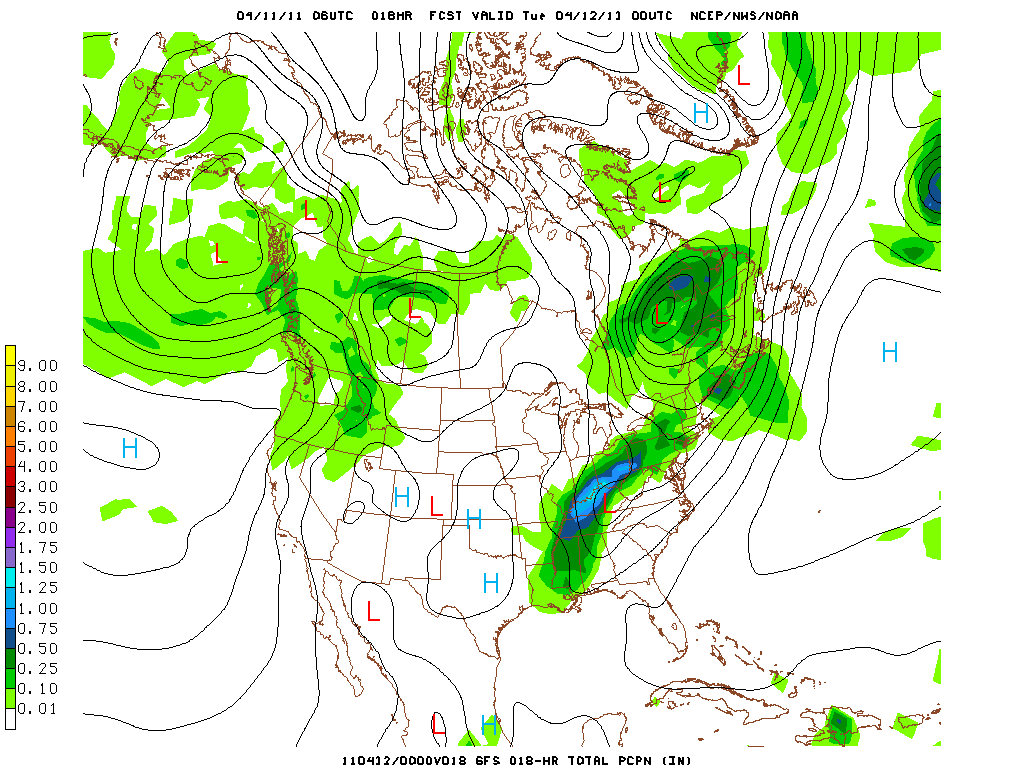 04/11/11 06UTC 018HR FCST VALID Tue 04/12/11 00UTC NCEP/NWS/NOAA
L
H
L
L
L
L
L
H
9.00
8.00
7.00
6.00
5.00
4.00
3.00
2.50
2.00
1.75
1.50
1.25
1.00
0.75
0.50
0.25
0.10
0.01
H
H
L
H
L
H
L
L
H
110412/0000V018 GFS 018-HR TOTAL PCPN (IN)